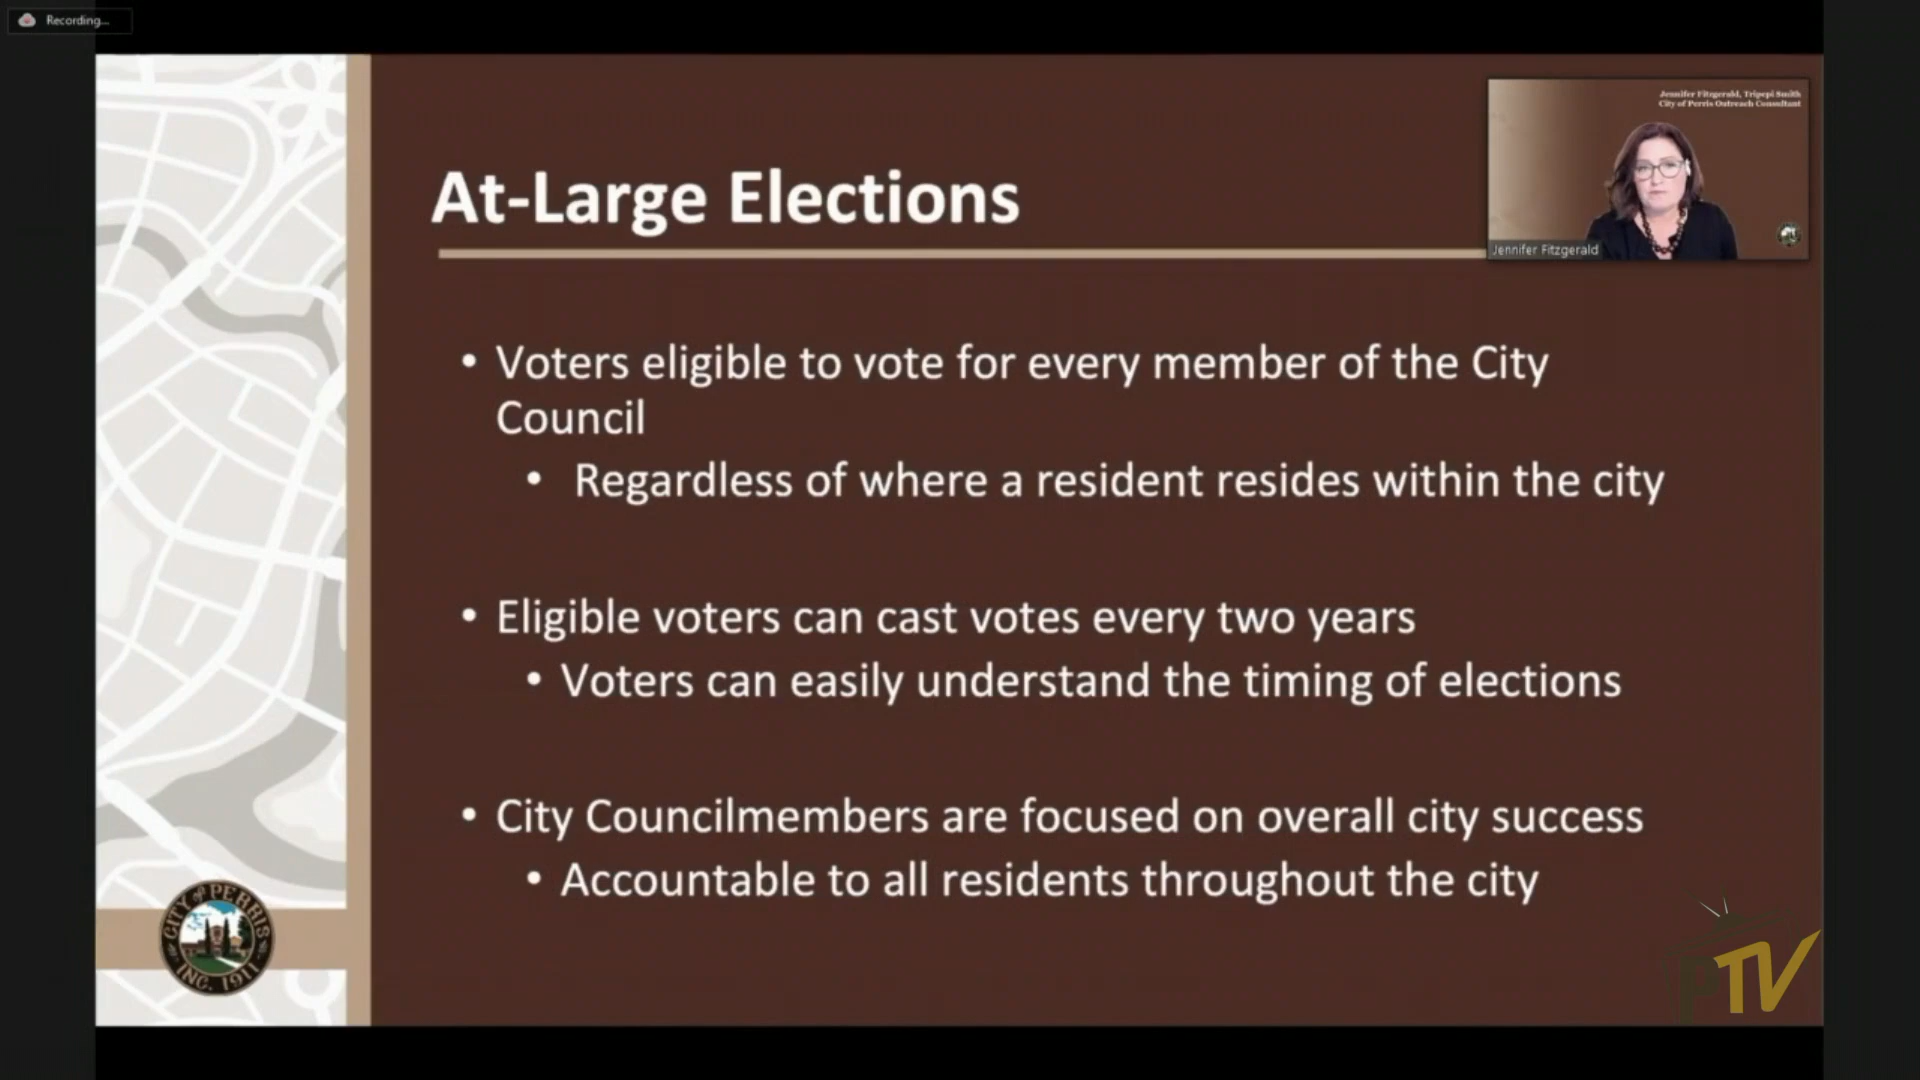 Recording...
Jennifer Fitzgerald, Tripepi Smith
City of Perris Outreach Consultant
Jennifer Fitzgerald
At-Large Elections
• Voters eligible to vote for every member of the City
Council
• Regardless of where a resident resides within the city
• Eligible voters can cast votes every two years
• Voters can easily understand the timing of elections
• City Councilmembers are focused on overall city success
• Accountable to all residents throughout the city
CITY of PERRIS
INC. 1911
PTV